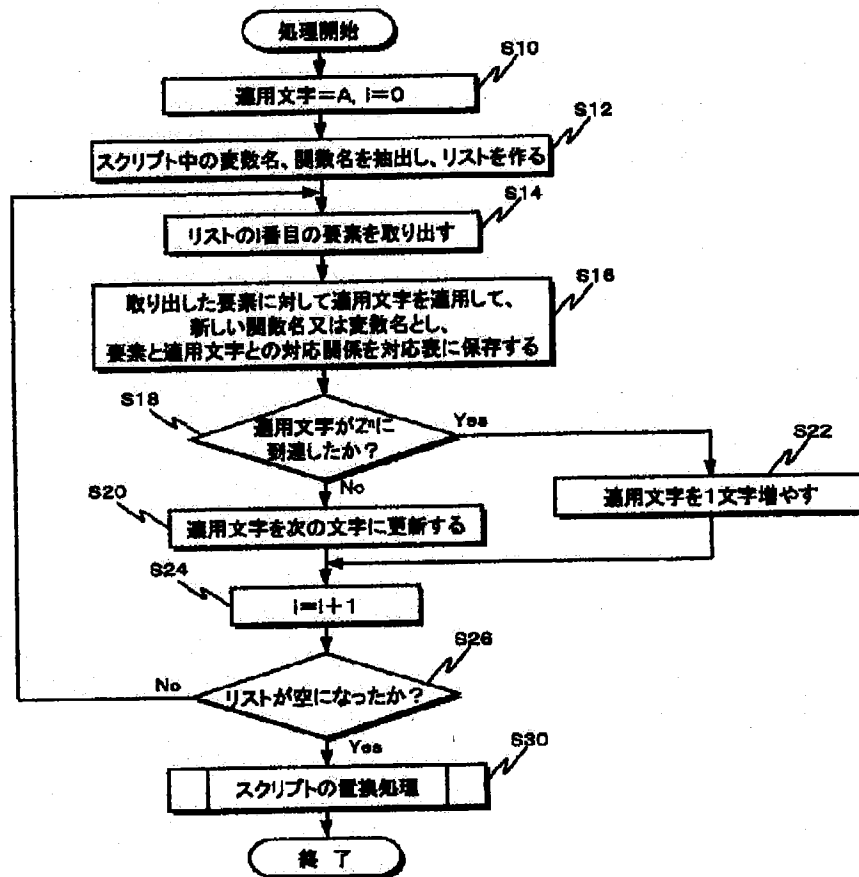 処理開始
S10
適用文字=A, i=0
S12
スクリプト中の変数名、関数名を抽出し、リストを作る
S14
リストのi番目の要素を取り出す
S16
取り出した要素に対して適用文字を適用して、
新しい関数名又は変数名とし、
要素と適用文字との対応関係を対応表に保存する
S18
適用文字がZⁿに
到達したか?
Yes
No
S22
適用文字を1文字増やす
S20
適用文字を次の文字に更新する
S24
i=i+1
S26
リストが空になったか?
No
Yes
S30
スクリプトの置換処理
終了